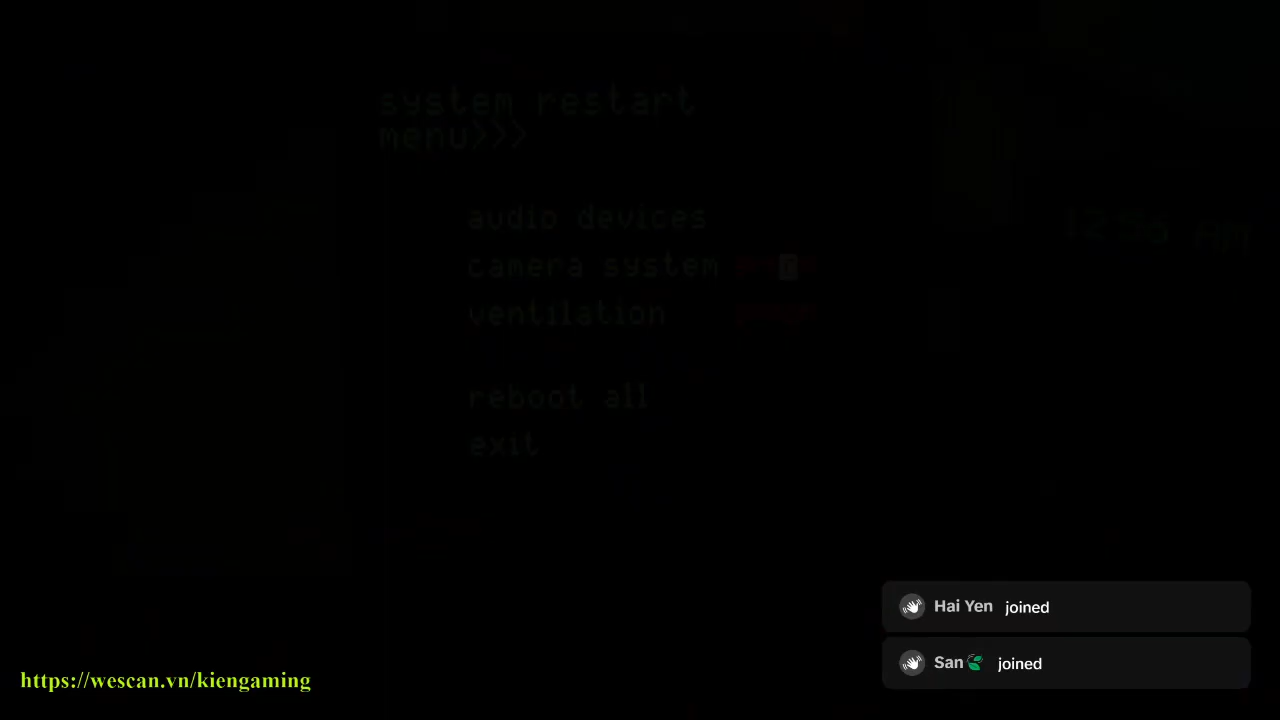 system restart
menu>>>
audio devices
camera system
ventilation
reboot all
exit
AM
Hai Yen joined
San joined
https://wescan.vn/kiengaming